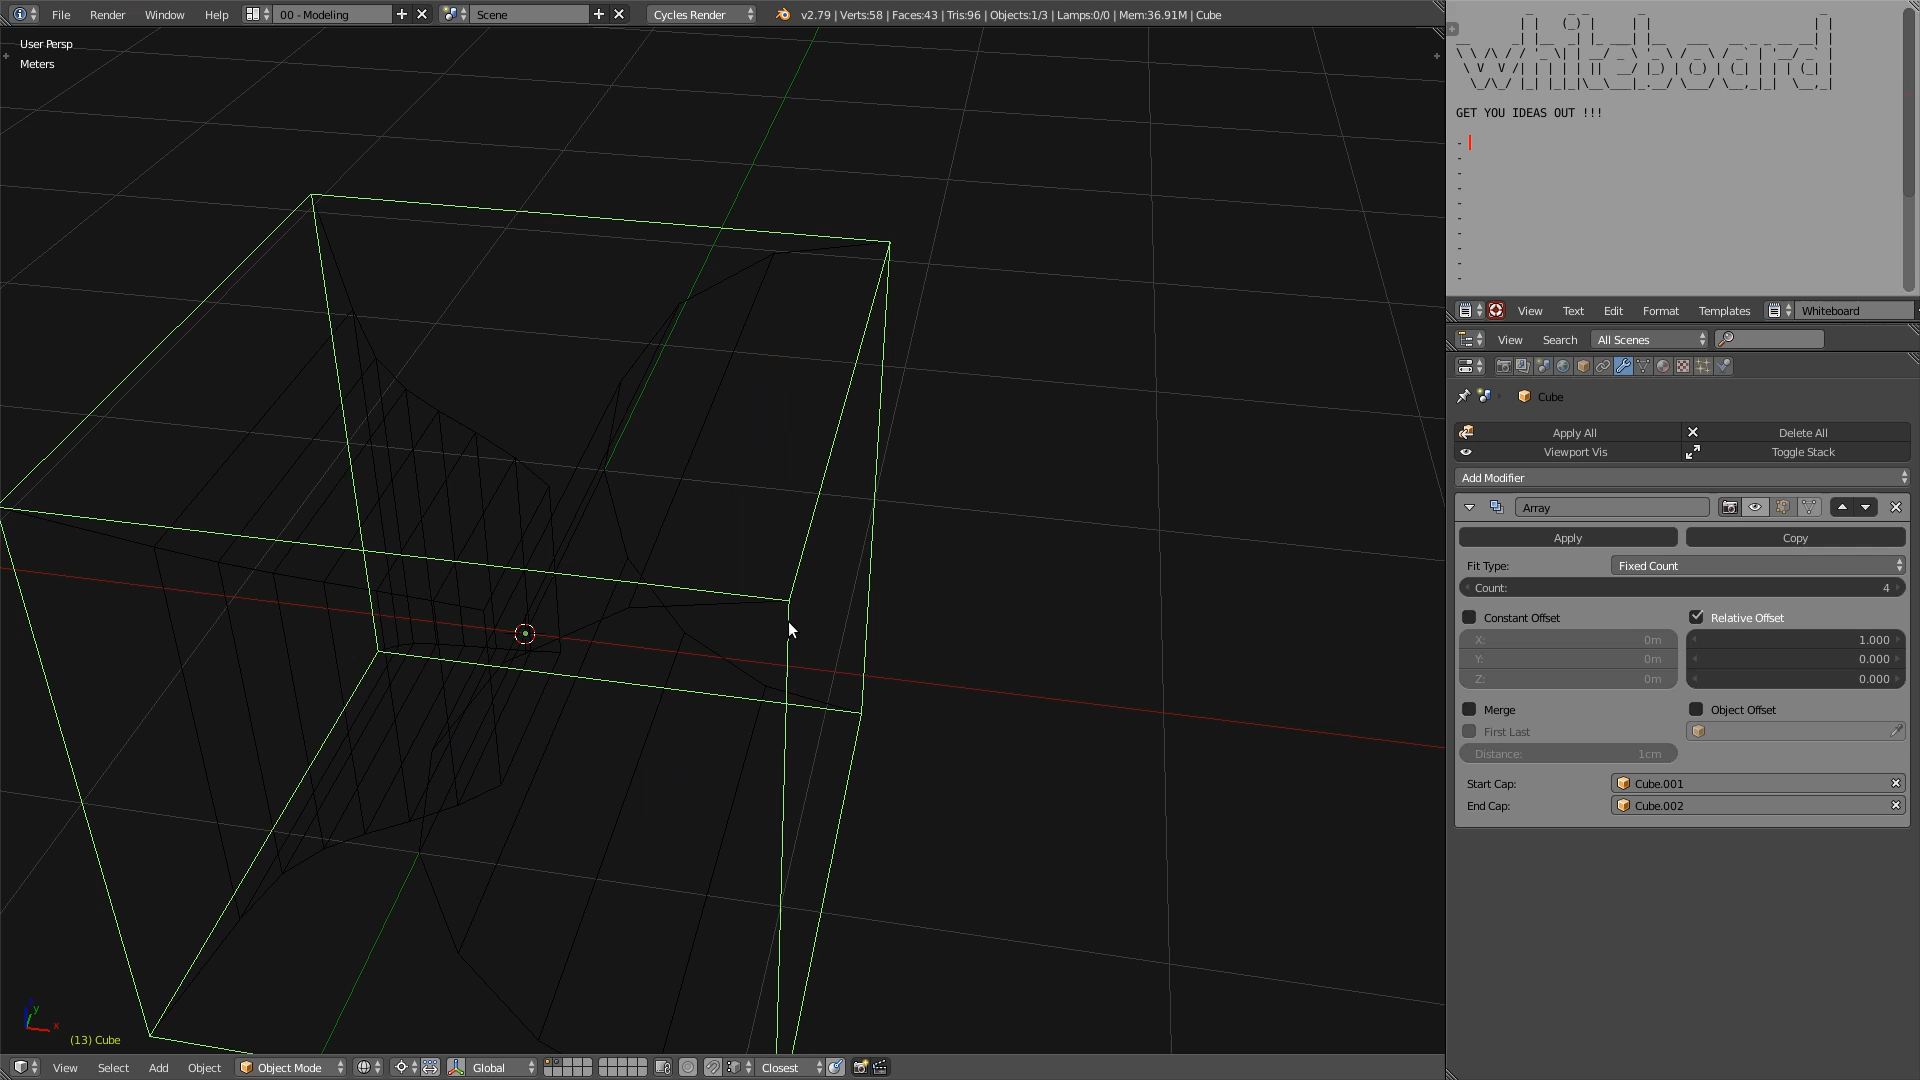 File Render Window Help 00 - Modeling Scene Cycles Render v2.79 | Verts:58 | Faces:43 | Tris:96 | Objects:1/3 | Lamps:0/0 | Mem:36.91M | Cube
User Persp
Meters
(13) Cube
View Select Add Object Object Mode Global Closest
whiteboard
GET YOU IDEAS OUT !!!
-
-
-
-
-
-
-
-
-
-
View Text Edit Format Templates Whiteboard
View Search All Scenes
Cube
Apply All Delete All
Viewport Vis Toggle Stack
Add Modifier
Array
Apply Copy
Fit Type: Fixed Count
Count: 4
Constant Offset Relative Offset
X: 0m 1.000
Y: 0m 0.000
Z: 0m 0.000
Merge Object Offset
First Last
Distance: 1cm
Start Cap: Cube.001
End Cap: Cube.002
y
x